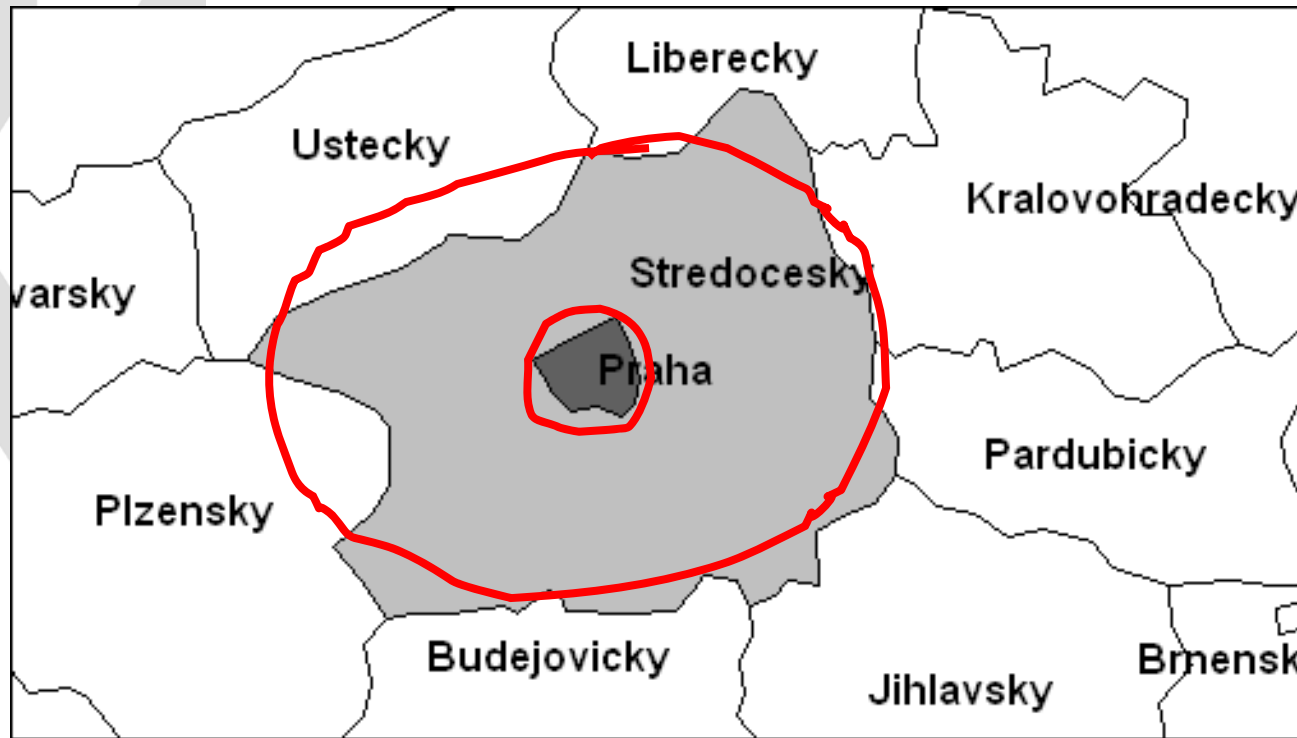 Liberecky
Ustecky
Kralovohradecky
Stredocesky
varsky
Praha
Pardubicky
Plzensky
Budejovicky
Brnensk
Jihlavsky